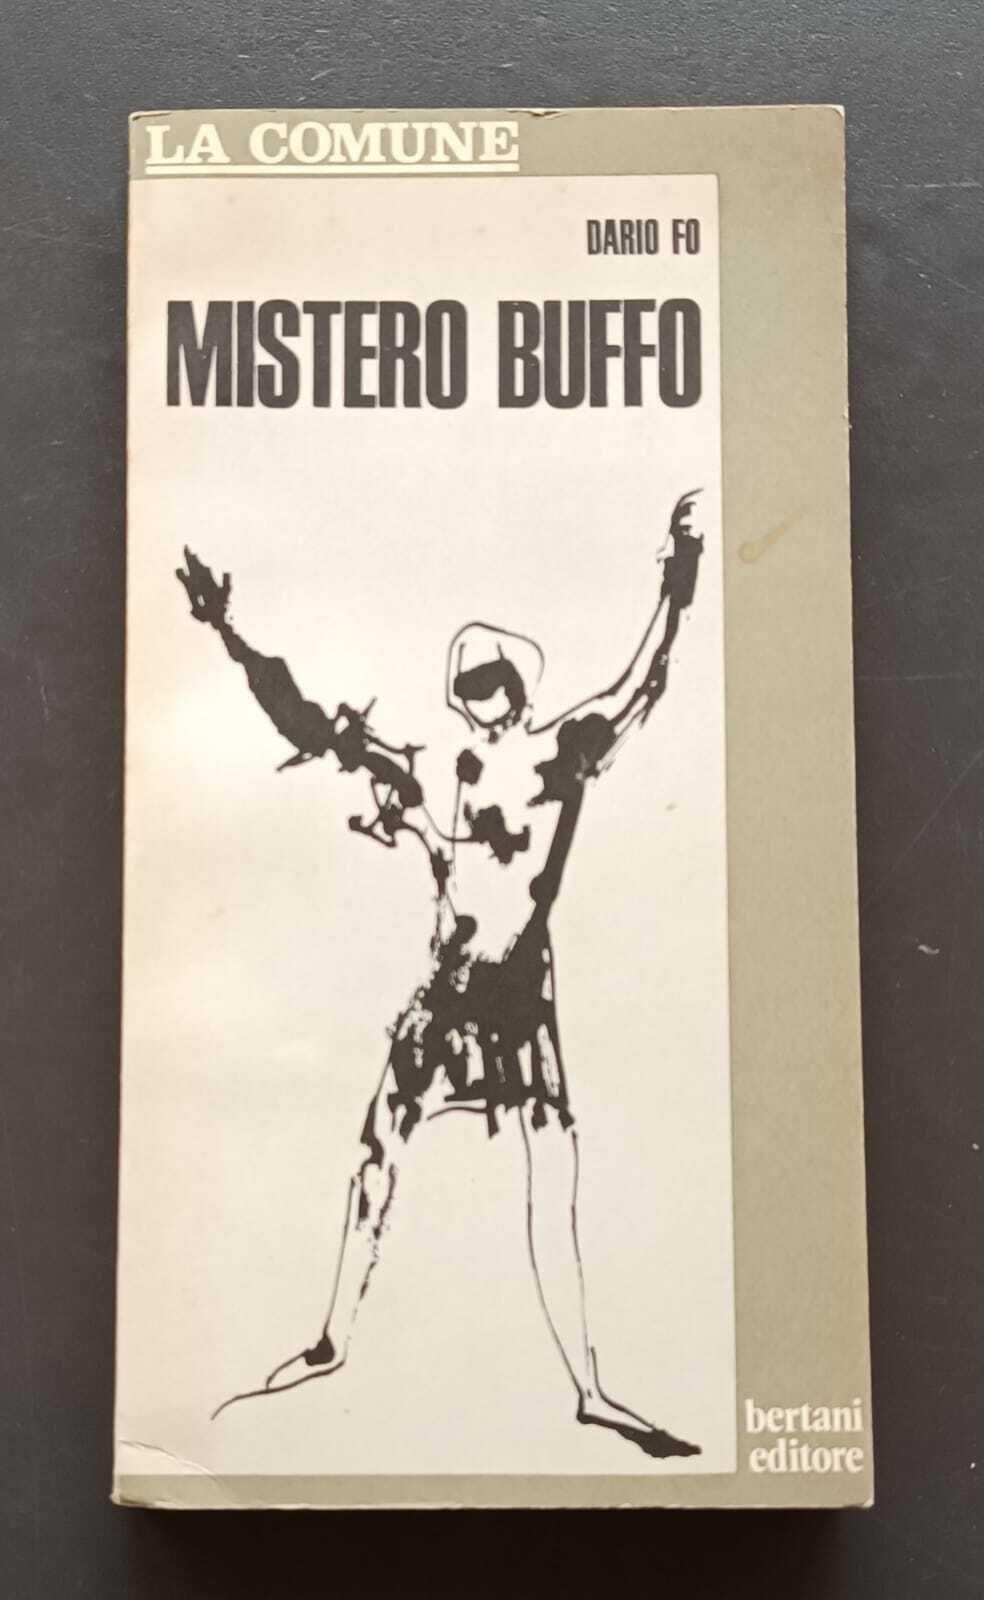 LA COMUNE
DARIO FO
MISTERO BUFFO
bertani
editore